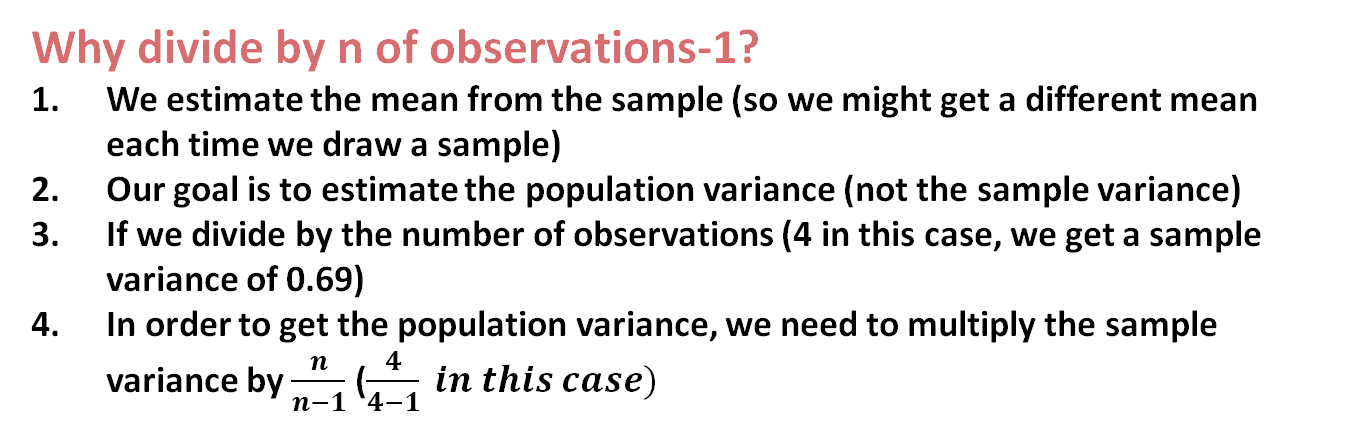 Why divide by n of observations-1?
1. We estimate the mean from the sample (so we might get a different mean
each time we draw a sample)
2. Our goal is to estimate the population variance (not the sample variance)
3. If we divide by the number of observations (4 in this case, we get a sample
variance of 0.69)
4. In order to get the population variance, we need to multiply the sample
variance by n/n−1 (4/4−1 in this case)